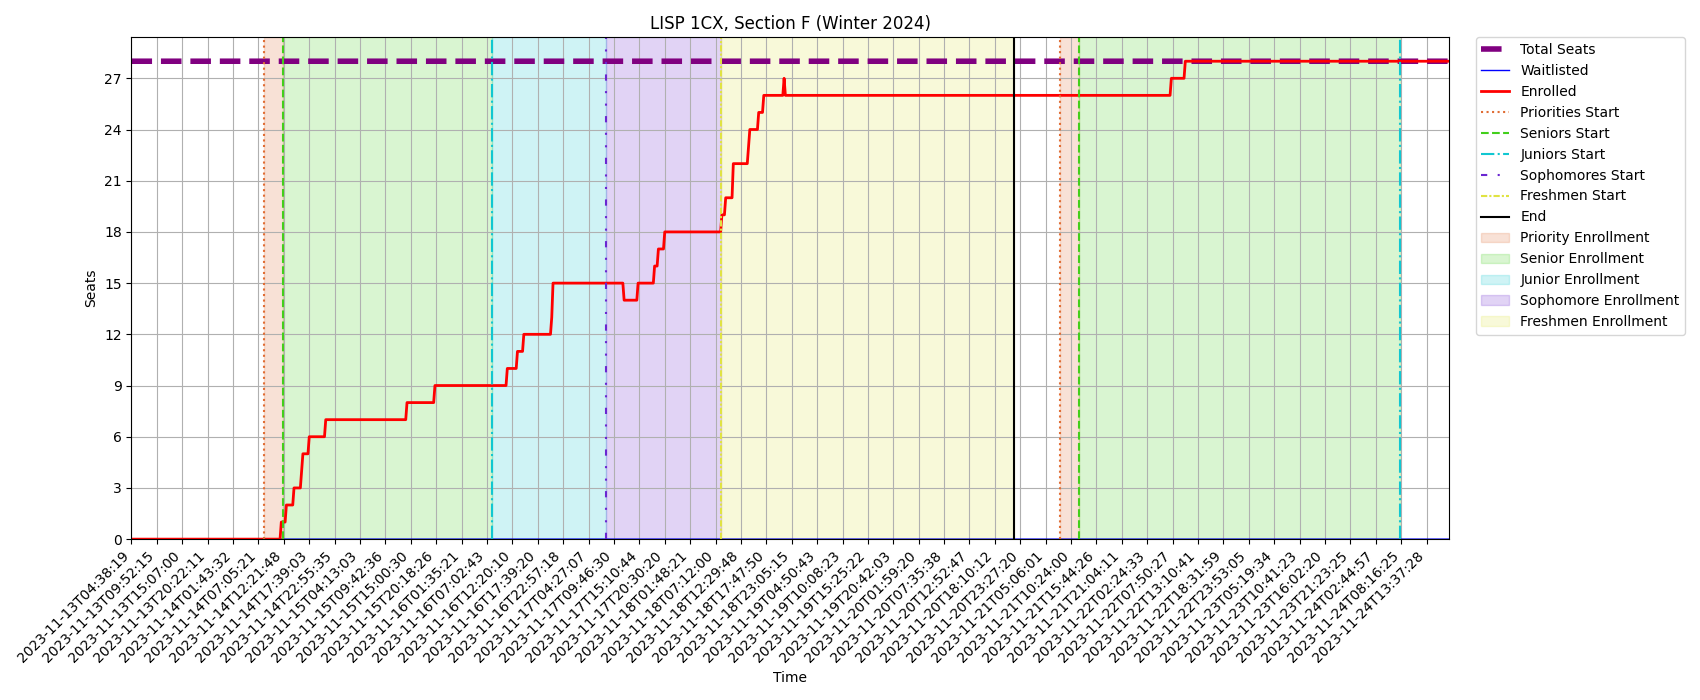 LISP 1CX, Section F (Winter 2024)
Total Seats
Waitlisted
Enrolled
Priorities Start
Seniors Start
Juniors Start
Sophomores Start
Freshmen Start
End
Priority Enrollment
Senior Enrollment
Junior Enrollment
Sophomore Enrollment
Freshmen Enrollment
Seats
27
24
21
18
15
12
9
6
3
0
2023-11-13T04:38:19
2023-11-13T09:52:15
2023-11-13T15:07:00
2023-11-13T20:22:11
2023-11-14T01:43:32
2023-11-14T07:05:21
2023-11-14T12:21:48
2023-11-14T17:39:03
2023-11-14T22:55:35
2023-11-15T04:13:03
2023-11-15T09:42:36
2023-11-15T15:00:30
2023-11-15T20:18:26
2023-11-16T01:35:21
2023-11-16T07:02:43
2023-11-16T12:20:10
2023-11-16T17:39:20
2023-11-16T22:57:18
2023-11-17T04:27:07
2023-11-17T09:46:30
2023-11-17T15:10:44
2023-11-17T20:30:20
2023-11-18T01:48:21
2023-11-18T07:12:00
2023-11-18T12:29:48
2023-11-18T17:47:50
2023-11-18T23:05:15
2023-11-19T04:50:43
2023-11-19T10:08:23
2023-11-19T15:25:22
2023-11-19T20:42:03
2023-11-20T01:59:20
2023-11-20T07:35:38
2023-11-20T12:52:47
2023-11-20T18:10:12
2023-11-20T23:27:20
2023-11-21T05:06:01
2023-11-21T10:24:00
2023-11-21T15:44:26
2023-11-21T21:04:11
2023-11-22T02:24:33
2023-11-22T07:50:27
2023-11-22T13:10:41
2023-11-22T18:31:59
2023-11-22T23:53:05
2023-11-23T05:19:34
2023-11-23T10:41:23
2023-11-23T16:02:20
2023-11-23T21:23:25
2023-11-24T02:44:57
2023-11-24T08:16:25
2023-11-24T13:37:28
Time